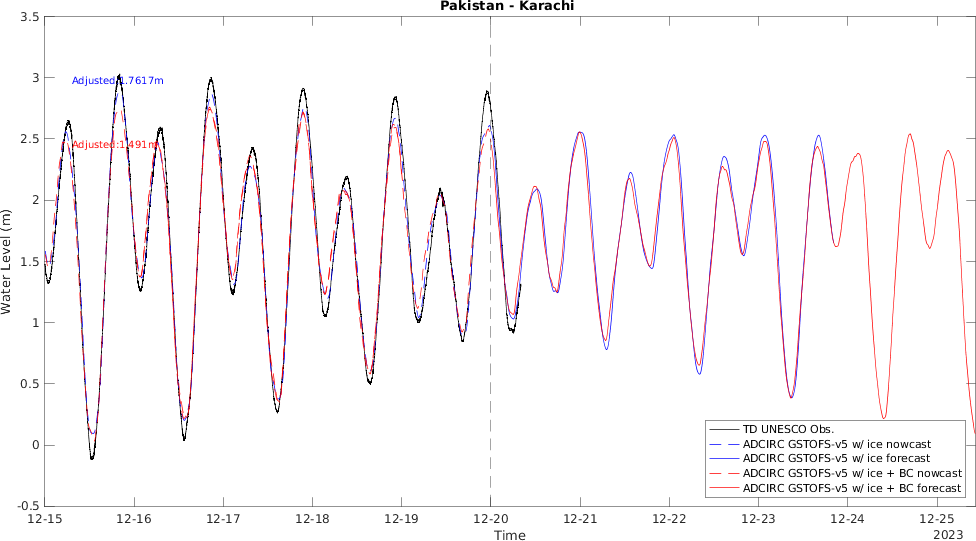 Pakistan - Karachi
3.5
3
2.5
2
1.5
1
0.5
0
-0.5
Water Level (m)
Adjusted:1.7617m
Adjusted:1.491m
TD UNESCO Obs.
ADCIRC GSTOFS-v5 w/ ice nowcast
ADCIRC GSTOFS-v5 w/ ice forecast
ADCIRC GSTOFS-v5 w/ ice + BC nowcast
ADCIRC GSTOFS-v5 w/ ice + BC forecast
12-15 12-16 12-17 12-18 12-19 12-20 12-21 12-22 12-23 12-24 12-25
2023
Time